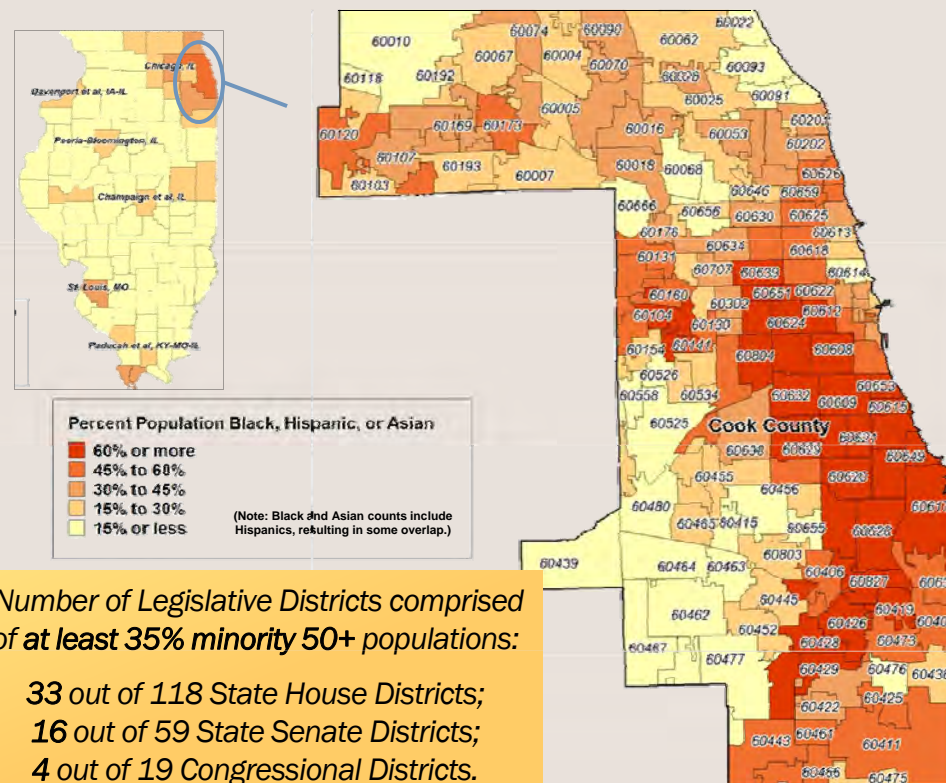 Chicago, IL
Davenport et al, IA-IL
Peoria-Bloomington, IL
Champaign et al, IL
St Louis, MO
Paducah et al, KY-MO-IL
Percent Population Black, Hispanic, or Asian
60% or more
45% to 60%
30% to 45%
15% to 30%
15% or less
(Note: Black and Asian counts include
Hispanics, resulting in some overlap.)
Number of Legislative Districts comprised
of at least 35% minority 50+ populations:
33 out of 118 State House Districts;
16 out of 59 State Senate Districts;
4 out of 19 Congressional Districts.
60010 60074 60090 60062 60022
60067 60004 60070
60118 60192 60026 60093
60025 60091
60005
60120 60169 60173 60016 60053 60201
60202
60107 60193 60018 60068 60626
60103 60007 60646 60659
60666 60656 60630 60625
60176 60634 60613
60131 60618
60707 60639 60614
60160 60651 60622
60104 60302 60624 60612
60130
60154 60141 60804 60608
60526
60558 60534 60632 60653
60609 60615
60525 Cook County
60621
60638 60629 60649
60455 60620
60456
60480 60465 60415 60655 60628
60439 60464 60463 60803
60406 60827
60445
60462 60419
60452 60426
60467 60428 60473
60477
60429 60476
60425
60422
60443 60461 60411
60466 60475